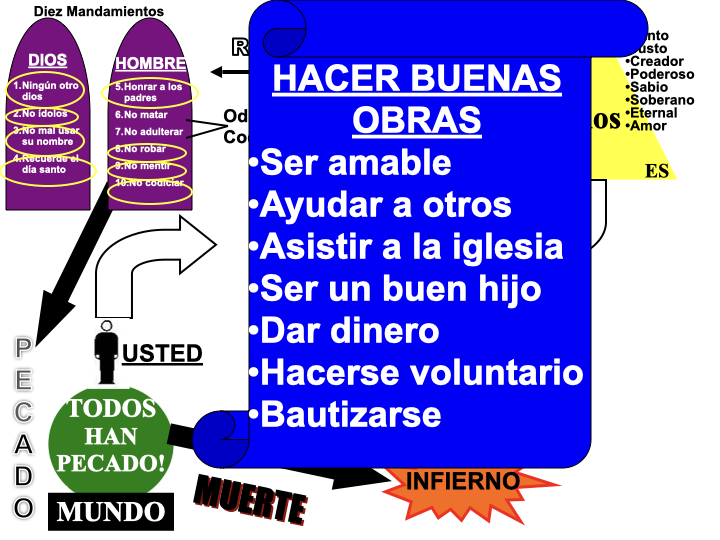 Diez Mandamientos
DIOS
1.Ningún otro
dios
2.No ídolos
3.No mal usar
su nombre
4.Recuerde el
día santo
HOMBRE
5.Honrar a los
padres
6.No matar
7.No adulterar
8.No robar
9.No mentir
10.No codiciar
R
Od
Co
HACER BUENAS
OBRAS
•Ser amable
•Ayudar a otros
•Asistir a la iglesia
•Ser un buen hijo
•Dar dinero
•Hacerse voluntario
•Bautizarse
•Creador
•Poderoso
•Sabio
•Soberano
•Eternal
•Amor
ES
PECADO
USTED
TODOS
HAN
PECADO!
MUNDO
MUERTE
INFIERNO